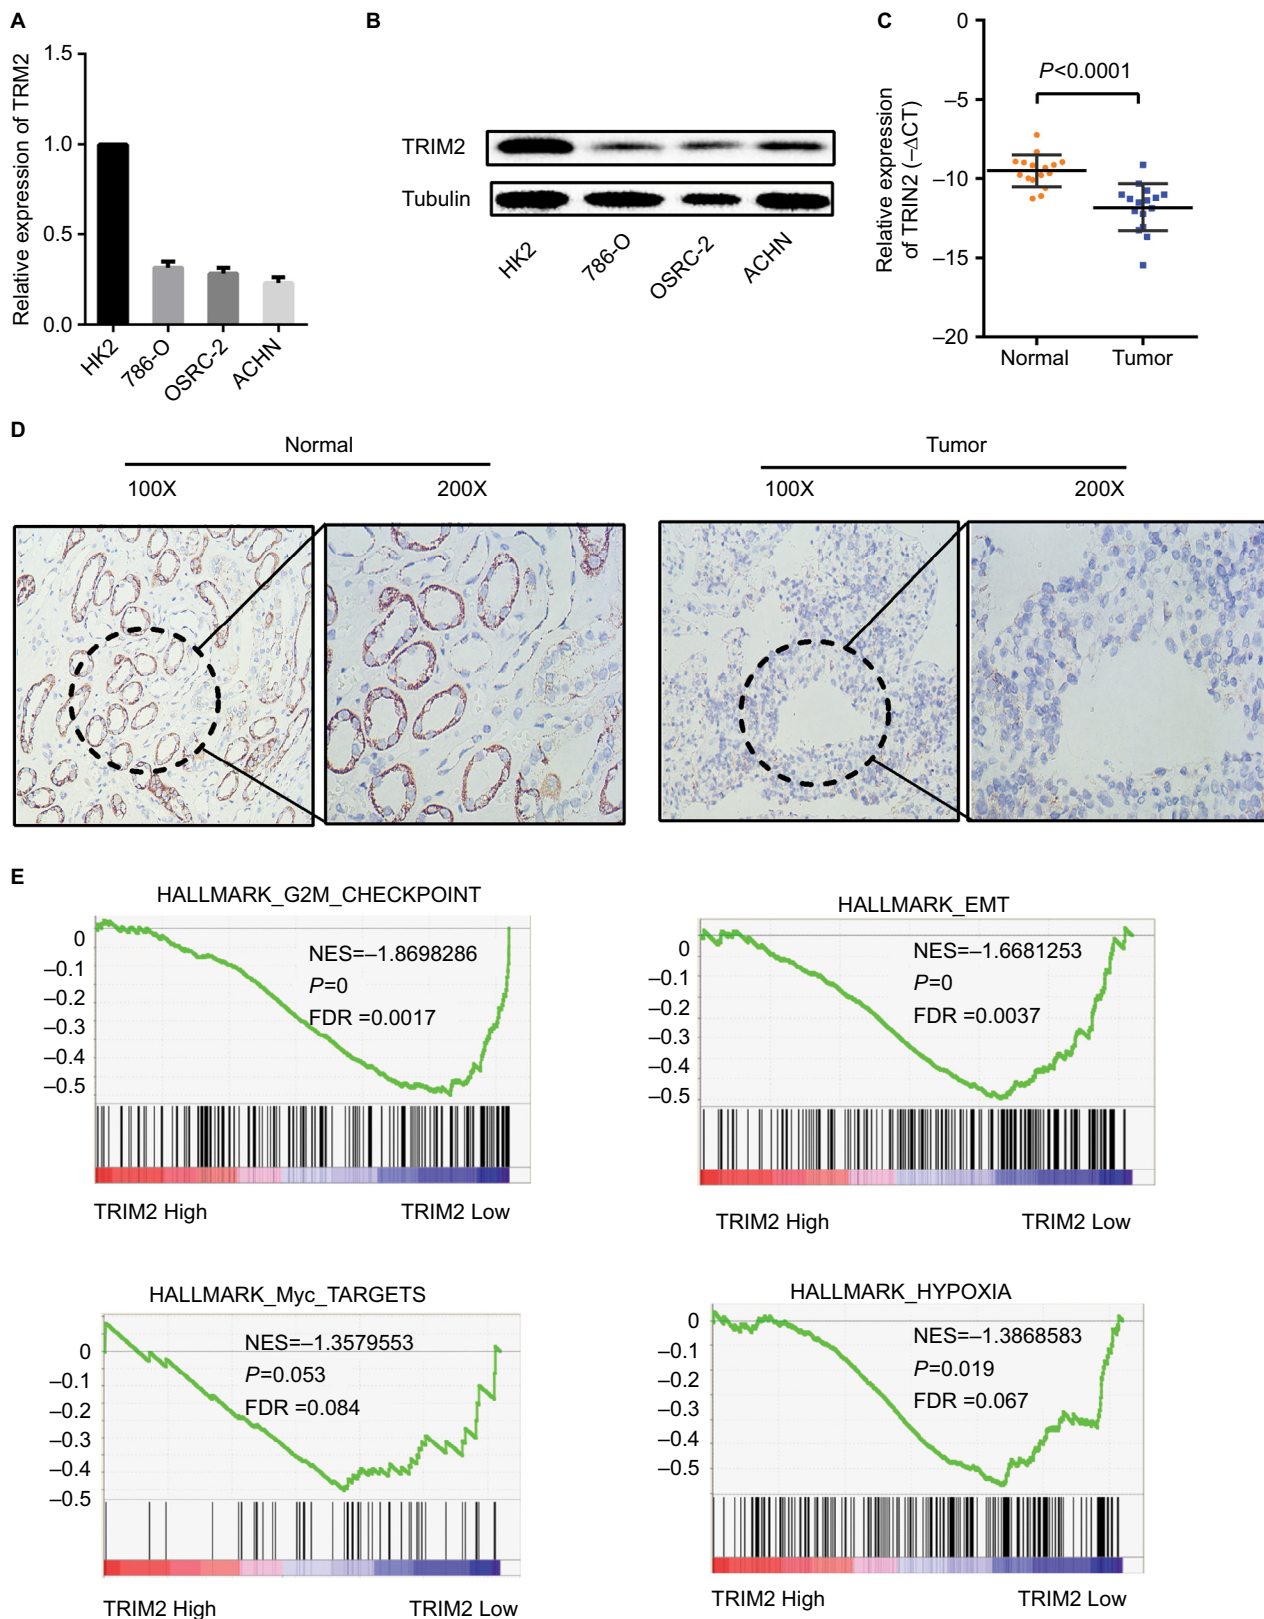 A
Relative expression of TRM2
1.5
1.0
0.5
0.0
HK2
786-O
OSRC-2
ACHN
B
TRIM2
Tubulin
HK2
786-O
OSRC-2
ACHN
C
Relative expression
of TRIN2 (–ΔCT)
0
–5
–10
–15
–20
P<0.0001
Normal
Tumor
D
Normal
100X
200X
Tumor
100X
200X
E
HALLMARK_G2M_CHECKPOINT
0
–0.1
–0.2
–0.3
–0.4
–0.5
NES=–1.8698286
P=0
FDR =0.0017
TRIM2 High
TRIM2 Low
HALLMARK_EMT
0
–0.1
–0.2
–0.3
–0.4
–0.5
NES=–1.6681253
P=0
FDR =0.0037
TRIM2 High
TRIM2 Low
HALLMARK_Myc_TARGETS
0
–0.1
–0.2
–0.3
–0.4
–0.5
NES=–1.3579553
P=0.053
FDR =0.084
TRIM2 High
TRIM2 Low
HALLMARK_HYPOXIA
0
–0.1
–0.2
–0.3
–0.4
–0.5
NES=–1.3868583
P=0.019
FDR =0.067
TRIM2 High
TRIM2 Low